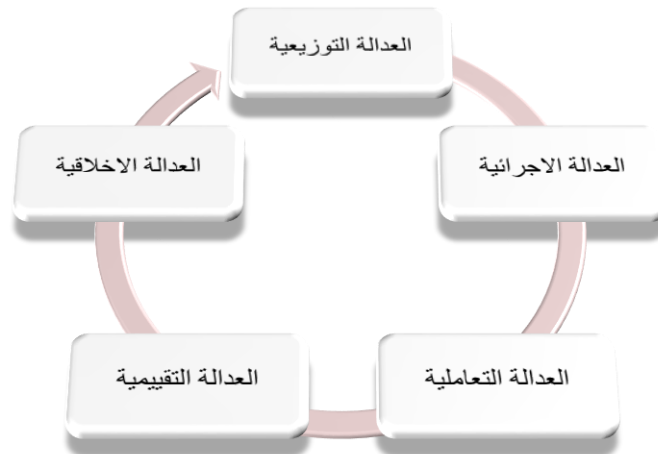 العدالة التوزيعية
العدالة الاجرائية
العدالة التعاملية
العدالة التقييمية
العدالة الاخلاقية